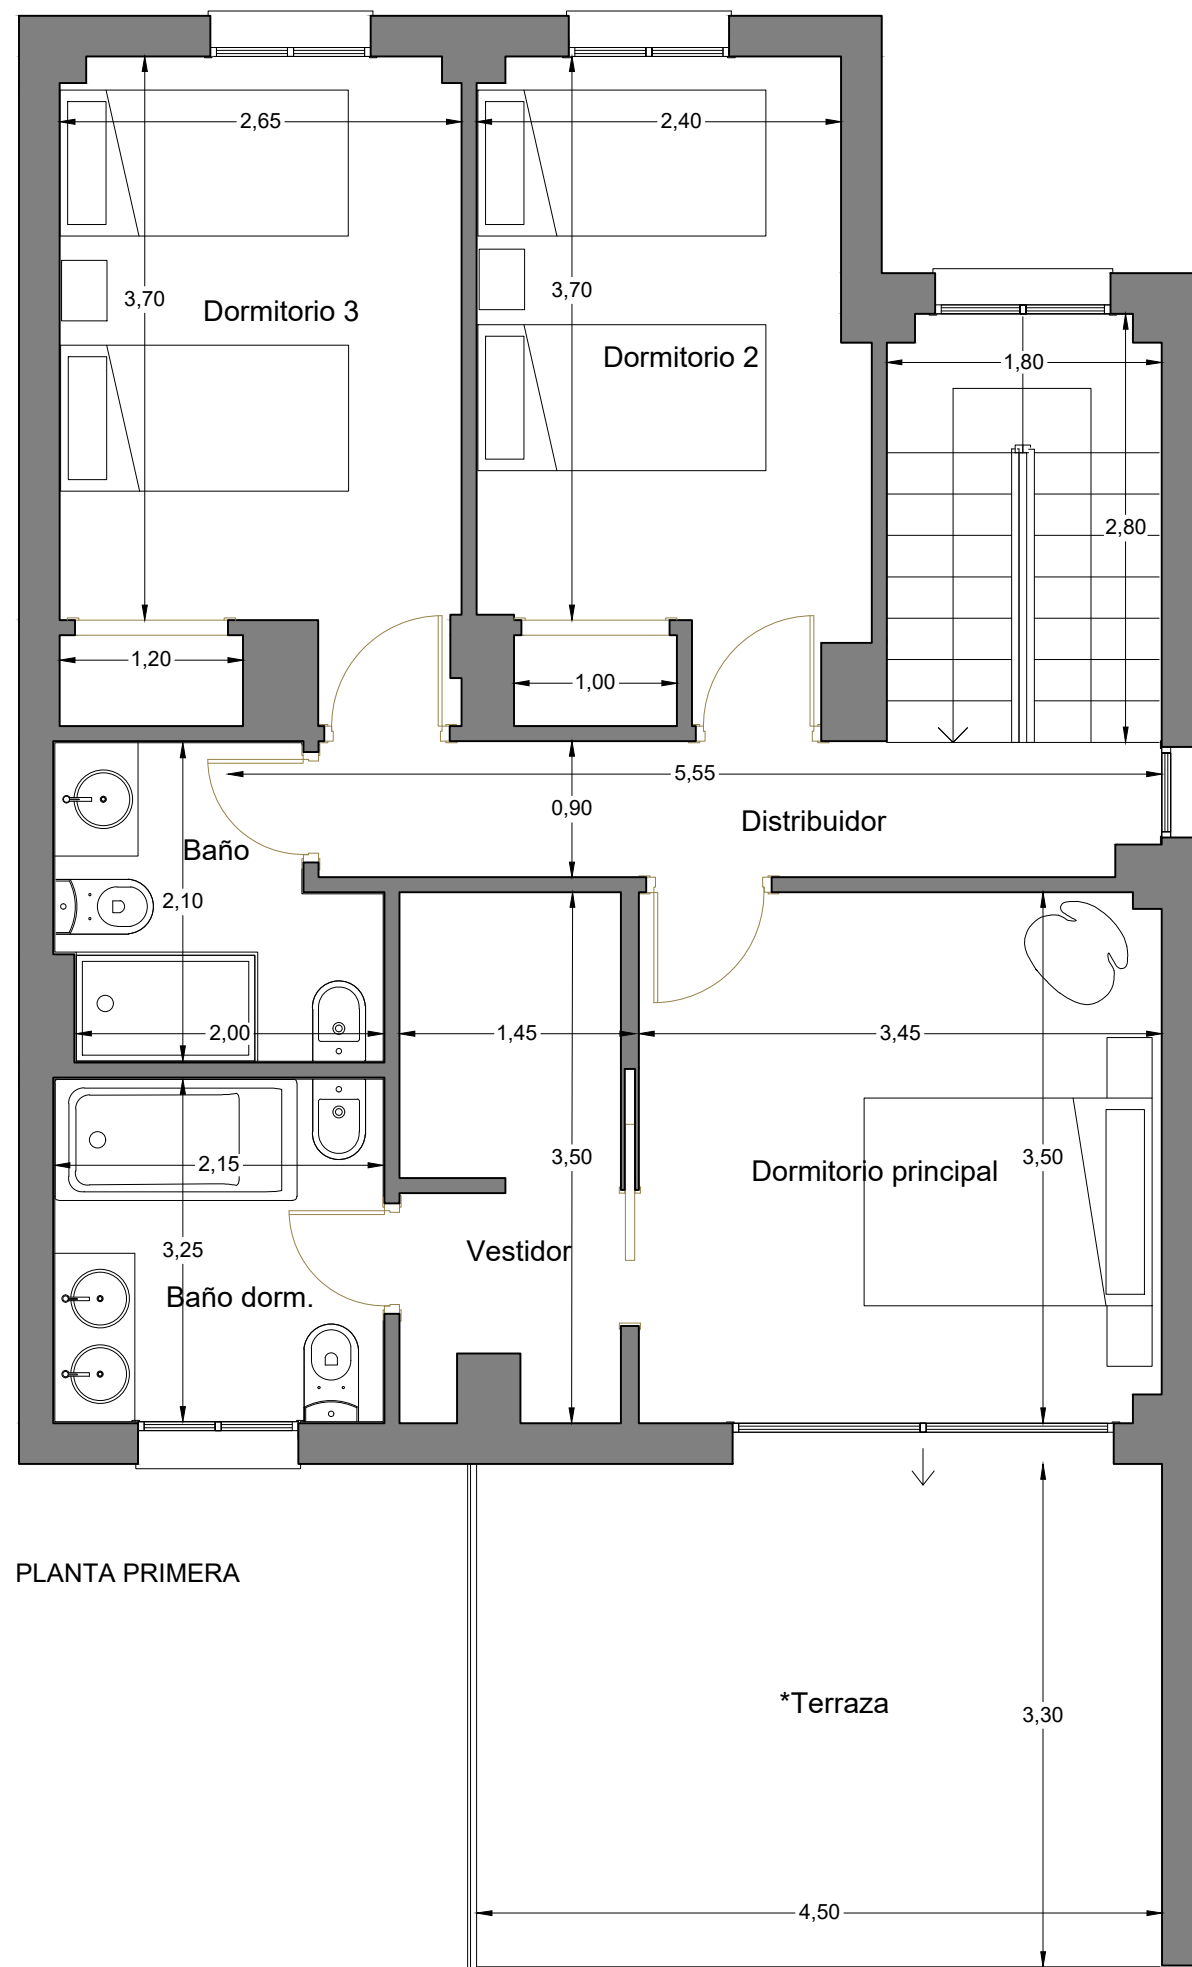 2,65
2,40
3,70
3,70
Dormitorio 3
Dormitorio 2
1,80
2,80
1,20
1,00
5,55
0,90
Distribuidor
Baño
2,10
2,00
1,45
3,45
2,15
3,50
Dormitorio principal
3,50
3,25
Vestidor
Baño dorm.
PLANTA PRIMERA
*Terraza
3,30
4,50